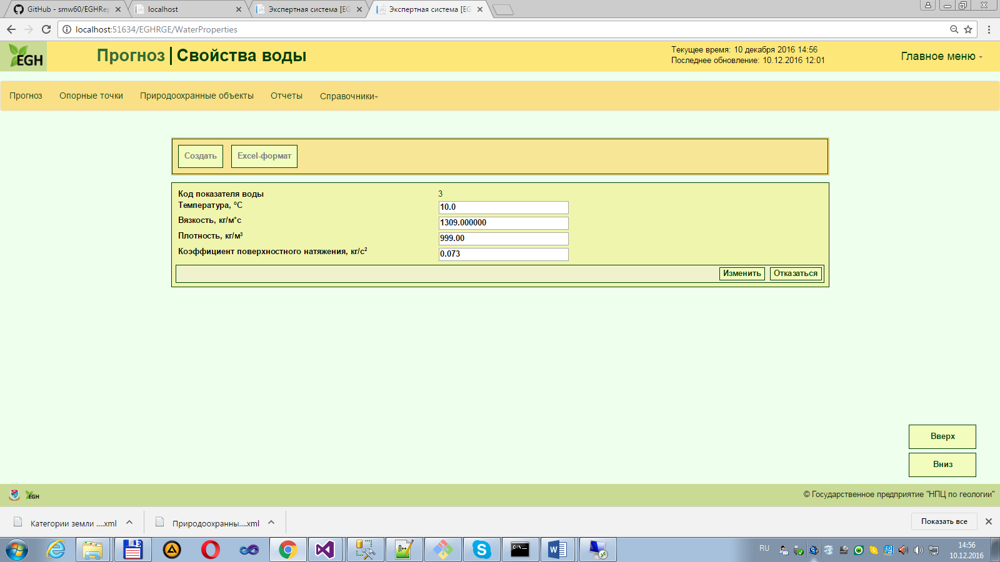 GitHub - smw60/EGHRep
localhost
Экспертная система [EG
Экспертная система [EG
localhost:51634/EGHRGE/WaterProperties
EGH
Прогноз | Свойства воды
Текущее время: 10 декабря 2016 14:56
Последнее обновление: 10.12.2016 12:01
Главное меню
Прогноз
Опорные точки
Природоохранные объекты
Отчеты
Справочники
Создать
Excel-формат
Код показателя воды
3
Температура, °С
10.0
Вязкость, кг/м*с
1309.000000
Плотность, кг/м³
999.00
Коэффициент поверхностного натяжения, кг/с²
0.073
Изменить
Отказаться
Вверх
Вниз
EGH
© Государственное предприятие "НПЦ по геологии"
Категории земли ....xml
Природоохранны....xml
Показать все
RU
14:56
10.12.2016